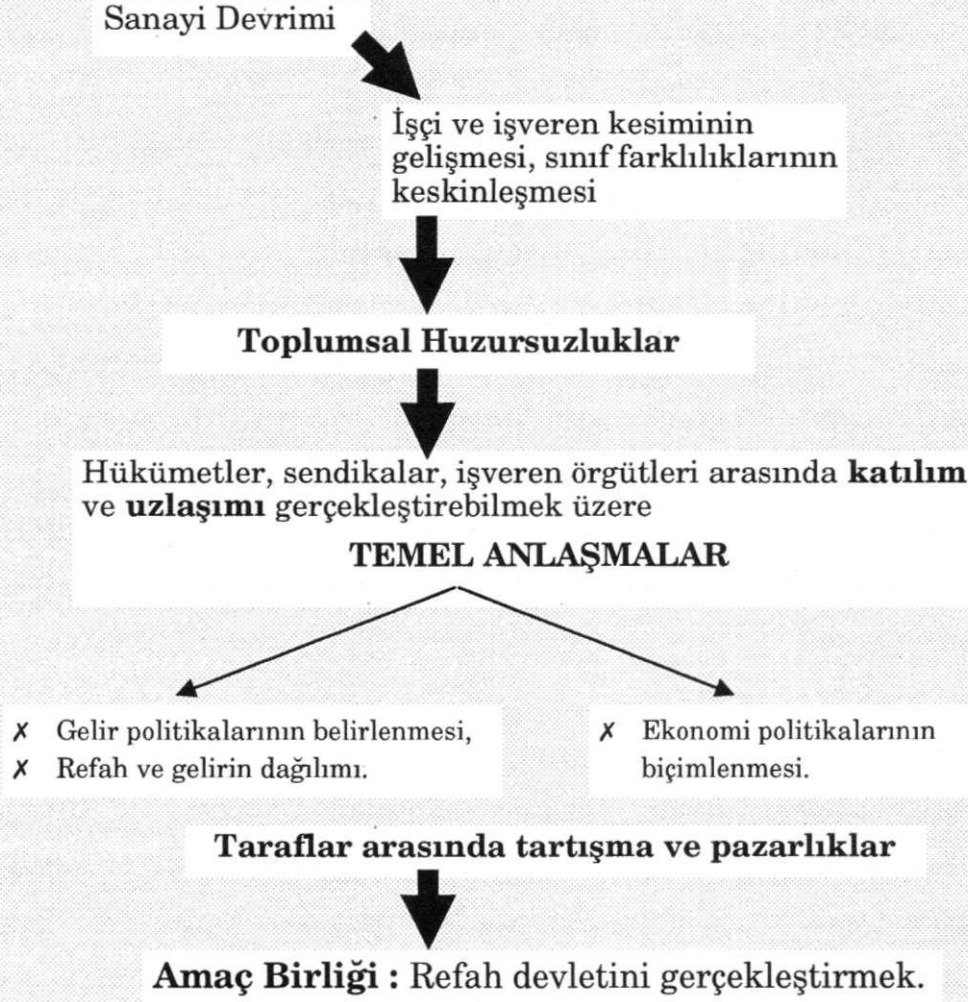 Sanayi Devrimi
İşçi ve işveren kesiminin
gelişmesi, sınıf farklılıklarının
keskinleşmesi
Toplumsal Huzursuzluklar
Hükümetler, sendikalar, işveren örgütleri arasında katılım
ve uzlaşımı gerçekleştirebilmek üzere
TEMEL ANLAŞMALAR
✗ Gelir politikalarının belirlenmesi,
✗ Refah ve gelirin dağılımı.
✗ Ekonomi politikalarının
biçimlenmesi.
Taraflar arasında tartışma ve pazarlıklar
Amaç Birliği : Refah devletini gerçekleştirmek.